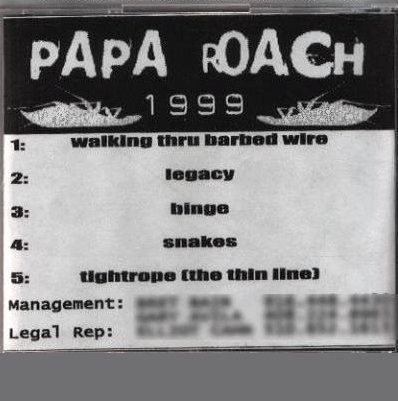 PAPA ROACH
1999
1: walking thru barbed wire
2: legacy
3: binge
4: snakes
5: tightrope (the thin line)
Management:
Legal Rep: